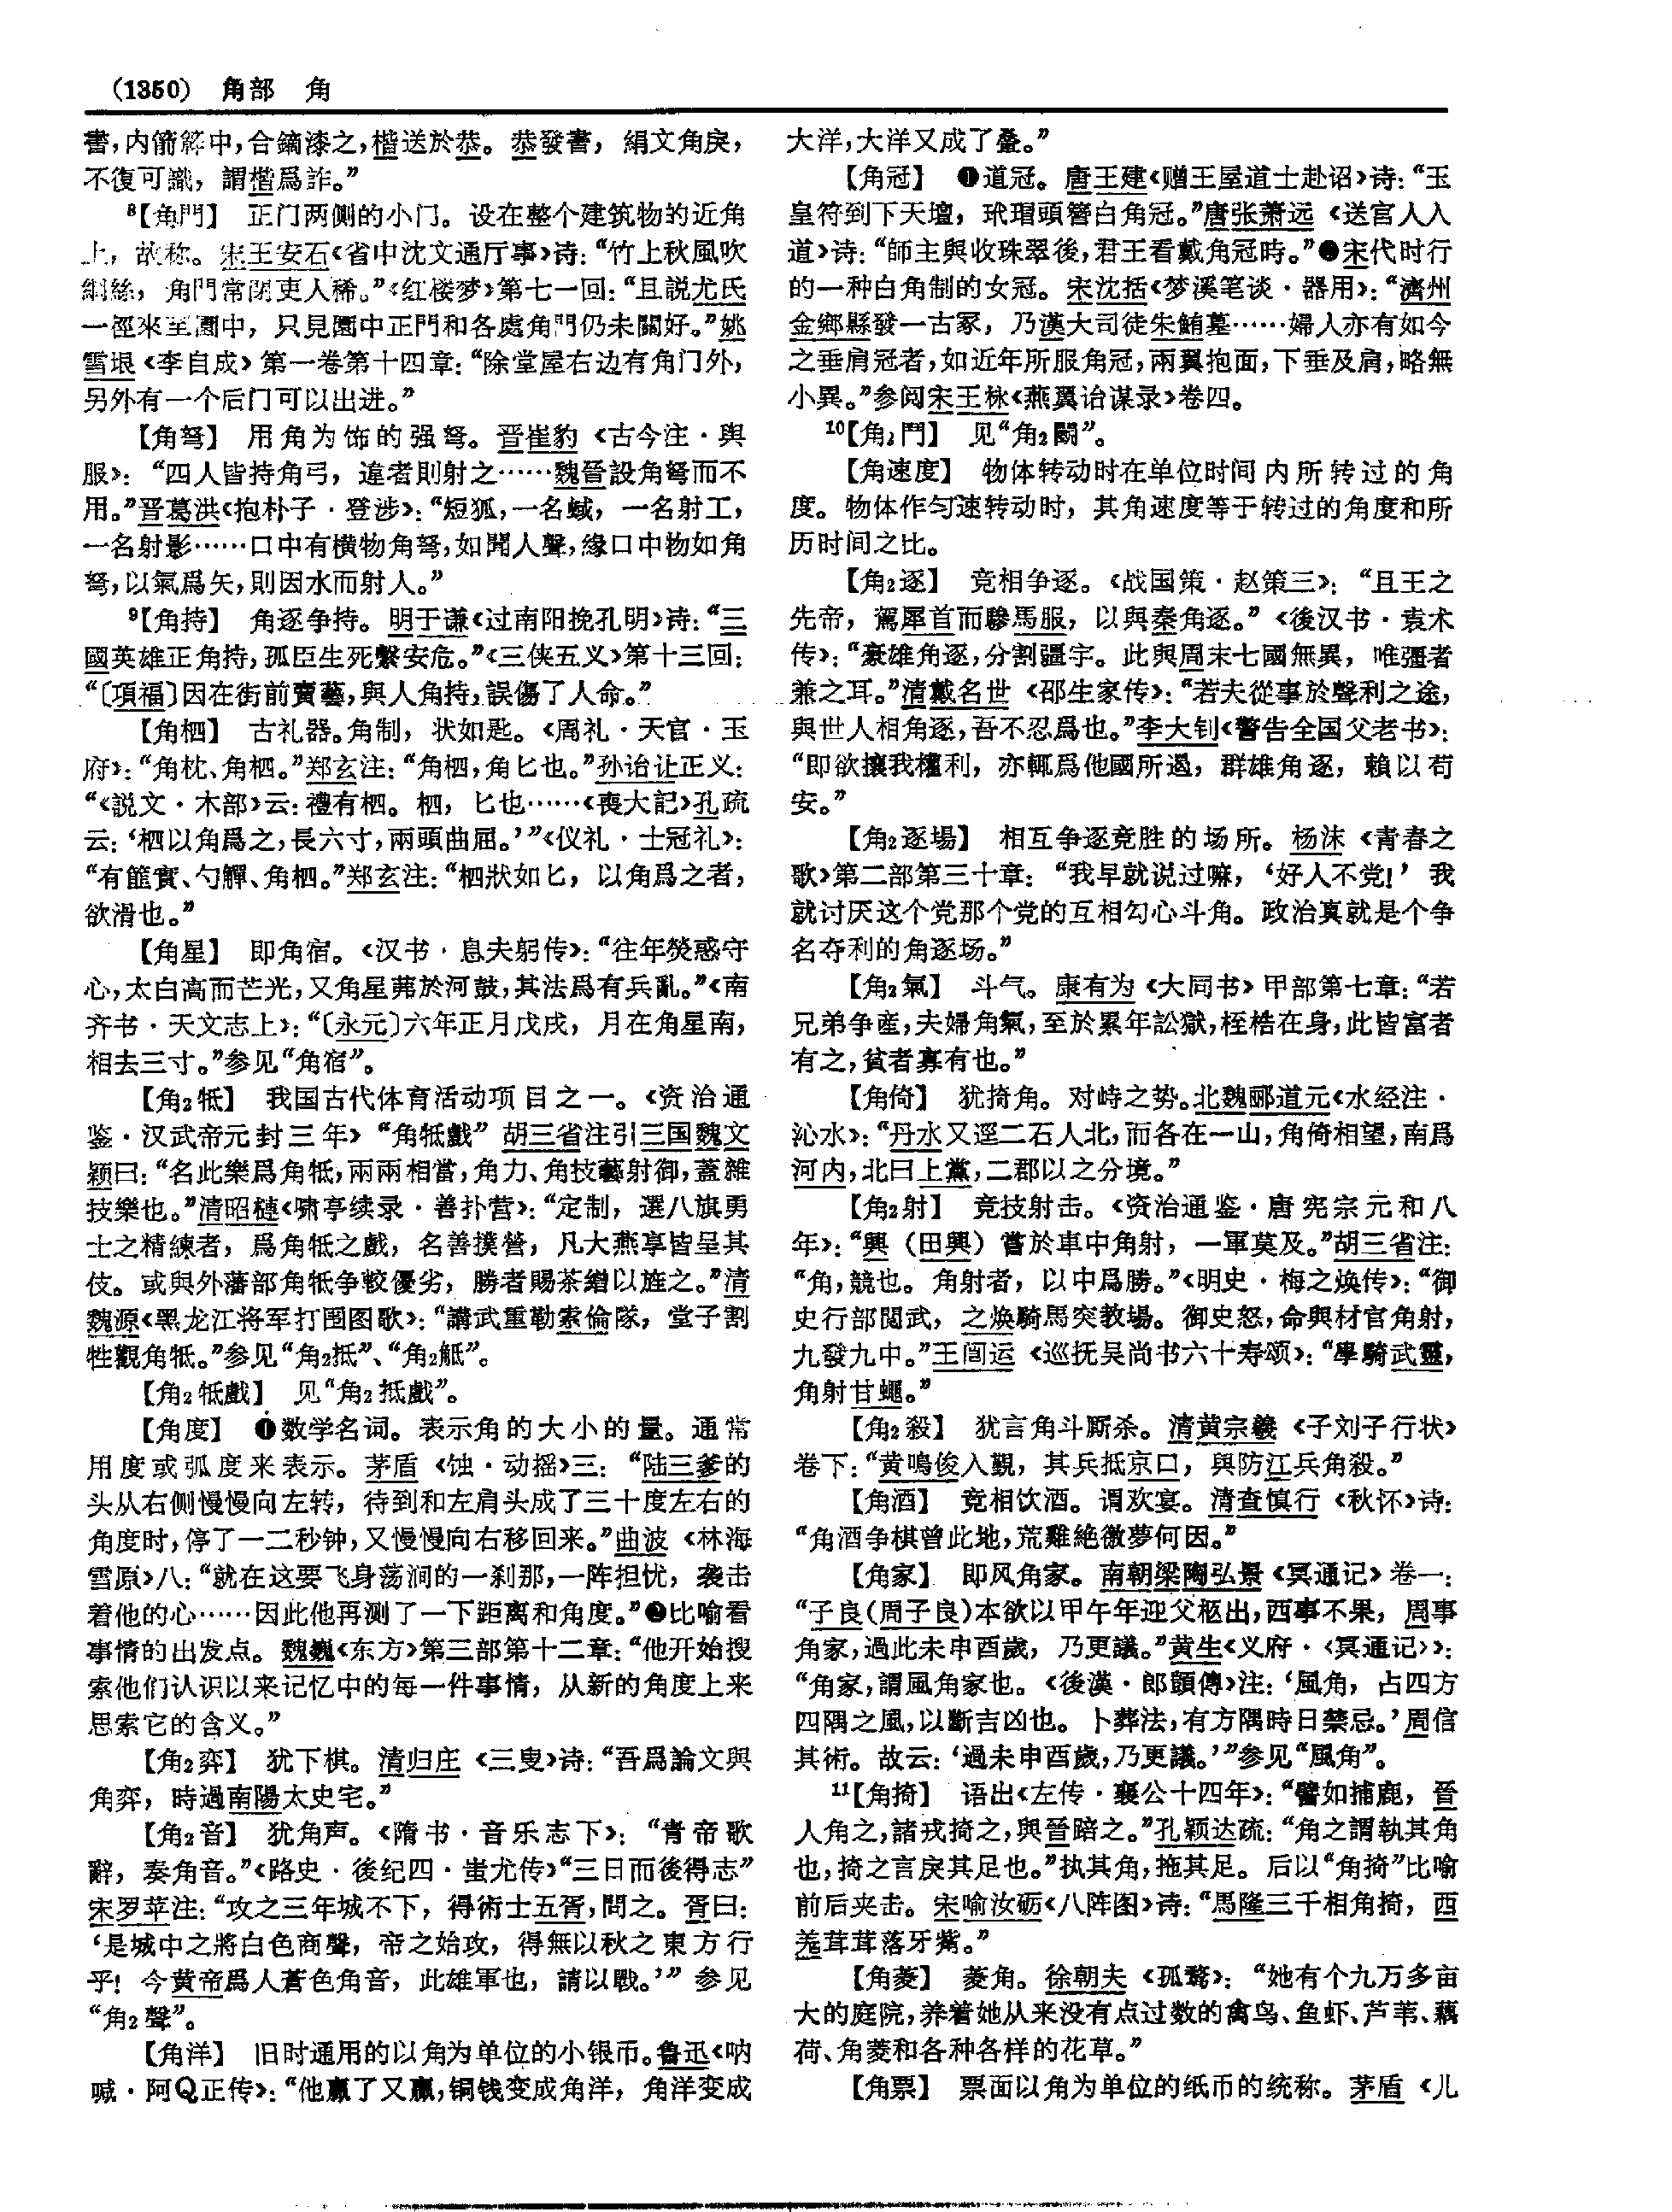 （1350） 角部 角
書，内箭簳中，合鏑漆之，楷送於恭。恭發書，絹文角戾，
不復可識，謂楷爲詐。”
⁸【角門】 正门两侧的小门。设在整个建筑物的近角
上，故称。宋王安石《省中沈文通厅事》诗：“竹上秋風吹
網絲，角門常閉吏人稀。”《红楼梦》第七一回：“且説尤氏
一徑來至園中，只見園中正門和各處角門仍未關好。”姚
雪垠《李自成》第一卷第十四章：“除堂屋右边有角门外，
另外有一个后门可以出进。”
【角弩】 用角为饰的强弩。晋崔豹《古今注·舆
服》：“四人皆持角弓，違者則射之……魏晉設角弩而不
用。”晋葛洪《抱朴子·登涉》：“短狐，一名蜮，一名射工，
一名射影……口中有横物角弩，如聞人聲，緣口中物如角
弩，以氣爲矢，則因水而射人。”
⁹【角持】 角逐争持。明于谦《过南阳挽孔明》诗：“三
國英雄正角持，孤臣生死繫安危。”《三侠五义》第十三回：
“〔項福〕因在街前賣藝，與人角持，誤傷了人命。”
【角柶】 古礼器。角制，状如匙。《周礼·天官·玉
府》：“角枕、角柶。”郑玄注：“角柶，角匕也。”孙诒让正义：
“《説文·木部》云：禮有柶。柶，匕也……《喪大記》孔疏
云：‘柶以角爲之，長六寸，兩頭曲屈。’”《仪礼·士冠礼》：
“有篚實、勺觶、角柶。”郑玄注：“柶狀如匕，以角爲之者，
欲滑也。”
【角星】 即角宿。《汉书·息夫躬传》：“往年熒惑守
心，太白高而芒光，又角星茀於河鼓，其法爲有兵亂。”《南
齐书·天文志上》：“〔永元〕六年正月戊戌，月在角星南，
相去三寸。”参见“角宿”。
【角₂牴】 我国古代体育活动项目之一。《资治通
鉴·汉武帝元封三年》“角牴戲”胡三省注引三国魏文
颖曰：“名此樂爲角牴，兩兩相當，角力、角技藝射御，蓋雜
技樂也。”清昭槤《啸亭续录·善扑营》：“定制，選八旗勇
士之精練者，爲角牴之戲，名善撲營，凡大燕享皆呈其
伎。或與外藩部角牴争較優劣，勝者賜茶繒以旌之。”清
魏源《黑龙江将军打围图歌》：“講武重勒索倫隊，堂子割
牲觀角牴。”参见“角₂抵”、“角₂觝”。
【角₂牴戲】 见“角₂抵戲”。
【角度】 ❶数学名词。表示角的大小的量。通常
用度或弧度来表示。茅盾《蚀·动摇》三：“陆三爹的
头从右侧慢慢向左转，待到和左肩头成了三十度左右的
角度时，停了一二秒钟，又慢慢向右移回来。”曲波《林海
雪原》八：“就在这要飞身荡涧的一刹那，一阵担忧，袭击
着他的心……因此他再测了一下距离和角度。”❷比喻看
事情的出发点。魏巍《东方》第三部第十二章：“他开始搜
索他们认识以来记忆中的每一件事情，从新的角度上来
思索它的含义。”
【角₂弈】 犹下棋。清归庄《三叟》诗：“吾爲論文與
角弈，時過南陽太史宅。”
【角₂音】 犹角声。《隋书·音乐志下》：“青帝歌
辭，奏角音。”《路史·後纪四·蚩尤传》“三日而後得志”
宋罗苹注：“攻之三年城不下，得術士五胥，問之。胥曰：
‘是城中之將白色商聲，帝之始攻，得無以秋之東方行
乎！今黄帝爲人蒼色角音，此雄軍也，請以戰。’”参见
“角₂聲”。
【角洋】 旧时通用的以角为单位的小银币。鲁迅《呐
喊·阿Q正传》：“他赢了又赢，铜钱变成角洋，角洋变成
大洋，大洋又成了叠。”
【角冠】 ❶道冠。唐王建《赠王屋道士赴诏》诗：“玉
皇符到下天壇，玳瑁頭簪白角冠。”唐张萧远《送宫人入
道》诗：“師主與收珠翠後，君王看戴角冠時。”❷宋代时行
的一种白角制的女冠。宋沈括《梦溪笔谈·器用》：“濟州
金鄉縣發一古冢，乃漢大司徒朱鮪墓……婦人亦有如今
之垂肩冠者，如近年所服角冠，兩翼抱面，下垂及肩，略無
小異。”参阅宋王栐《燕翼诒谋录》卷四。
¹⁰【角₂鬥】 见“角₂鬭”。
【角速度】 物体转动时在单位时间内所转过的角
度。物体作匀速转动时，其角速度等于转过的角度和所
历时间之比。
【角₂逐】 竞相争逐。《战国策·赵策三》：“且王之
先帝，駕犀首而驂馬服，以與秦角逐。”《後汉书·袁术
传》：“豪雄角逐，分割疆宇。此與周末七國無異，唯彊者
兼之耳。”清戴名世《邵生家传》：“若夫從事於聲利之途，
與世人相角逐，吾不忍爲也。”李大钊《警告全国父老书》：
“即欲攘我權利，亦輒爲他國所遏，群雄角逐，賴以苟
安。”
【角₂逐場】 相互争逐竞胜的场所。杨沫《青春之
歌》第二部第三十章：“我早就说过嘛，‘好人不党！’我
就讨厌这个党那个党的互相勾心斗角。政治真就是个争
名夺利的角逐场。”
【角₂氣】 斗气。康有为《大同书》甲部第七章：“若
兄弟争産，夫婦角氣，至於累年訟獄，桎梏在身，此皆富者
有之，貧者寡有也。”
【角倚】 犹掎角。对峙之势。北魏郦道元《水经注·
沁水》：“丹水又逕二石人北，而各在一山，角倚相望，南爲
河内，北曰上黨，二郡以之分境。”
【角₂射】 竞技射击。《资治通鉴·唐宪宗元和八
年》：“興（田興）嘗於車中角射，一軍莫及。”胡三省注：
“角，競也。角射者，以中爲勝。”《明史·梅之焕传》：“御
史行部閲武，之焕騎馬突教場。御史怒，命與材官角射，
九發九中。”王闿运《巡抚吴尚书六十寿颂》：“學騎武靈，
角射甘蠅。”
【角₂殺】 犹言角斗厮杀。清黄宗羲《子刘子行状》
卷下：“黄鳴俊入覲，其兵抵京口，與防江兵角殺。”
【角酒】 竞相饮酒。谓欢宴。清查慎行《秋怀》诗：
“角酒争棋曾此地，荒雞絶徼夢何因。”
【角家】 即风角家。南朝梁陶弘景《冥通记》卷一：
“子良（周子良）本欲以甲午年迎父柩出，西事不果，周事
角家，過此未申酉歲，乃更議。”黄生《义府·〈冥通记〉》：
“角家，謂風角家也。《後漢·郎顗傳》注：‘風角，占四方
四隅之風，以斷吉凶也。卜葬法，有方隅時日禁忌。’周信
其術。故云：‘過未申酉歲，乃更議。’”参见“風角”。
¹¹【角掎】 语出《左传·襄公十四年》：“譬如捕鹿，晉
人角之，諸戎掎之，與晉踣之。”孔颖达疏：“角之謂執其角
也，掎之言戾其足也。”执其角，拖其足。后以“角掎”比喻
前后夹击。宋喻汝砺《八阵图》诗：“馬隆三千相角掎，西
羌茸茸落牙觜。”
【角菱】 菱角。徐朝夫《孤鶩》：“她有个九万多亩
大的庭院，养着她从来没有点过数的禽鸟、鱼虾、芦苇、藕
荷、角菱和各种各样的花草。”
【角票】 票面以角为单位的纸币的统称。茅盾《儿